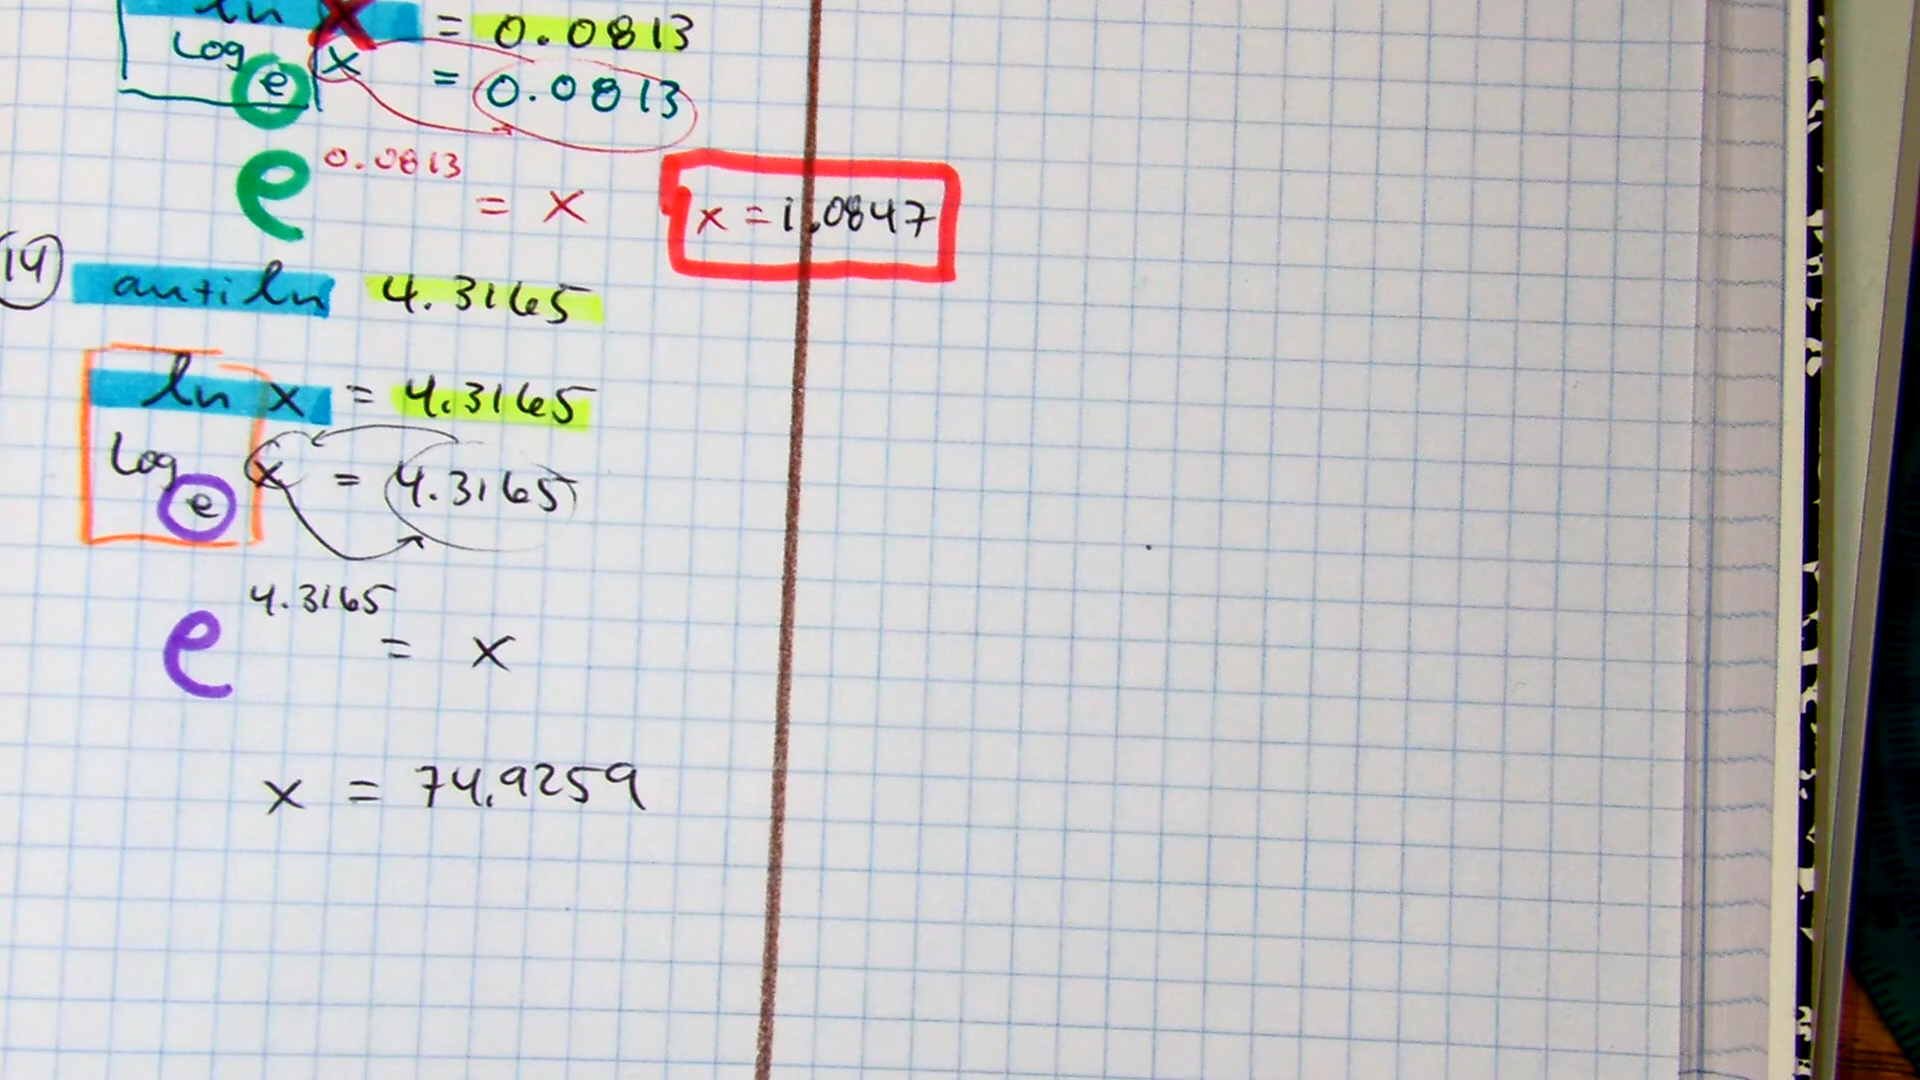 ln x = 0.0813
log e x = 0.0813
e^0.0813 = x
x = 1.0847
14 antiln 4.3165
ln x = 4.3165
log e x = 4.3165
e^4.3165 = x
x = 74.9259